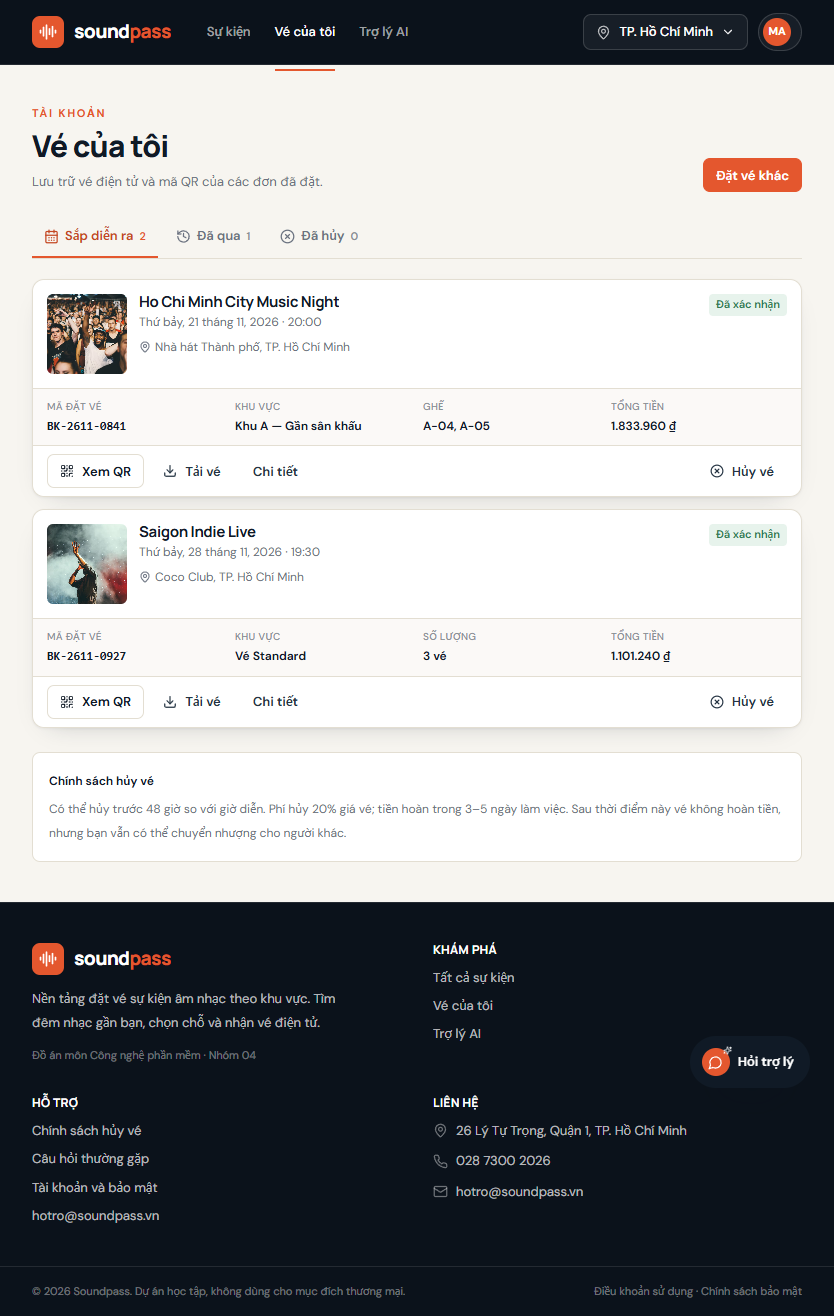 soundpass
Sự kiện
Vé của tôi
Trợ lý AI
TP. Hồ Chí Minh
MA
TÀI KHOẢN
Vé của tôi
Lưu trữ vé điện tử và mã QR của các đơn đã đặt.
Đặt vé khác
Sắp diễn ra 2
Đã qua 1
Đã hủy 0
Ho Chi Minh City Music Night
Đã xác nhận
Thứ bảy, 21 tháng 11, 2026 · 20:00
Nhà hát Thành phố, TP. Hồ Chí Minh
MÃ ĐẶT VÉ
KHU VỰC
GHẾ
TỔNG TIỀN
BK-2611-0841
Khu A — Gần sân khấu
A-04, A-05
1.833.960 ₫
Xem QR
Tải vé
Chi tiết
Hủy vé
Saigon Indie Live
Đã xác nhận
Thứ bảy, 28 tháng 11, 2026 · 19:30
Coco Club, TP. Hồ Chí Minh
MÃ ĐẶT VÉ
KHU VỰC
SỐ LƯỢNG
TỔNG TIỀN
BK-2611-0927
Vé Standard
3 vé
1.101.240 ₫
Xem QR
Tải vé
Chi tiết
Hủy vé
Chính sách hủy vé
Có thể hủy trước 48 giờ so với giờ diễn. Phí hủy 20% giá vé; tiền hoàn trong 3–5 ngày làm việc. Sau thời điểm này vé không hoàn tiền,
nhưng bạn vẫn có thể chuyển nhượng cho người khác.
soundpass
Nền tảng đặt vé sự kiện âm nhạc theo khu vực. Tìm
đêm nhạc gần bạn, chọn chỗ và nhận vé điện tử.
Đồ án môn Công nghệ phần mềm · Nhóm 04
KHÁM PHÁ
Tất cả sự kiện
Vé của tôi
Trợ lý AI
Hỏi trợ lý
HỖ TRỢ
Chính sách hủy vé
Câu hỏi thường gặp
Tài khoản và bảo mật
hotro@soundpass.vn
LIÊN HỆ
26 Lý Tự Trọng, Quận 1, TP. Hồ Chí Minh
028 7300 2026
hotro@soundpass.vn
© 2026 Soundpass. Dự án học tập, không dùng cho mục đích thương mại.
Điều khoản sử dụng · Chính sách bảo mật